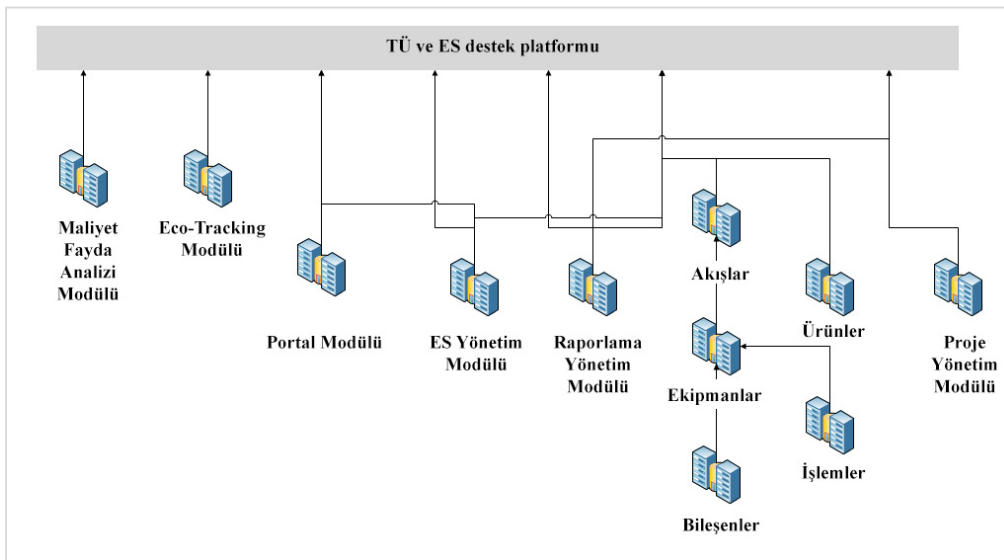 TÜ ve ES destek platformu
Maliyet
Fayda
Analizi
Modülü
Eco-Tracking
Modülü
Portal Modülü
ES Yönetim
Modülü
Raporlama
Yönetim
Modülü
Akışlar
Ekipmanlar
Bileşenler
Ürünler
İşlemler
Proje
Yönetim
Modülü